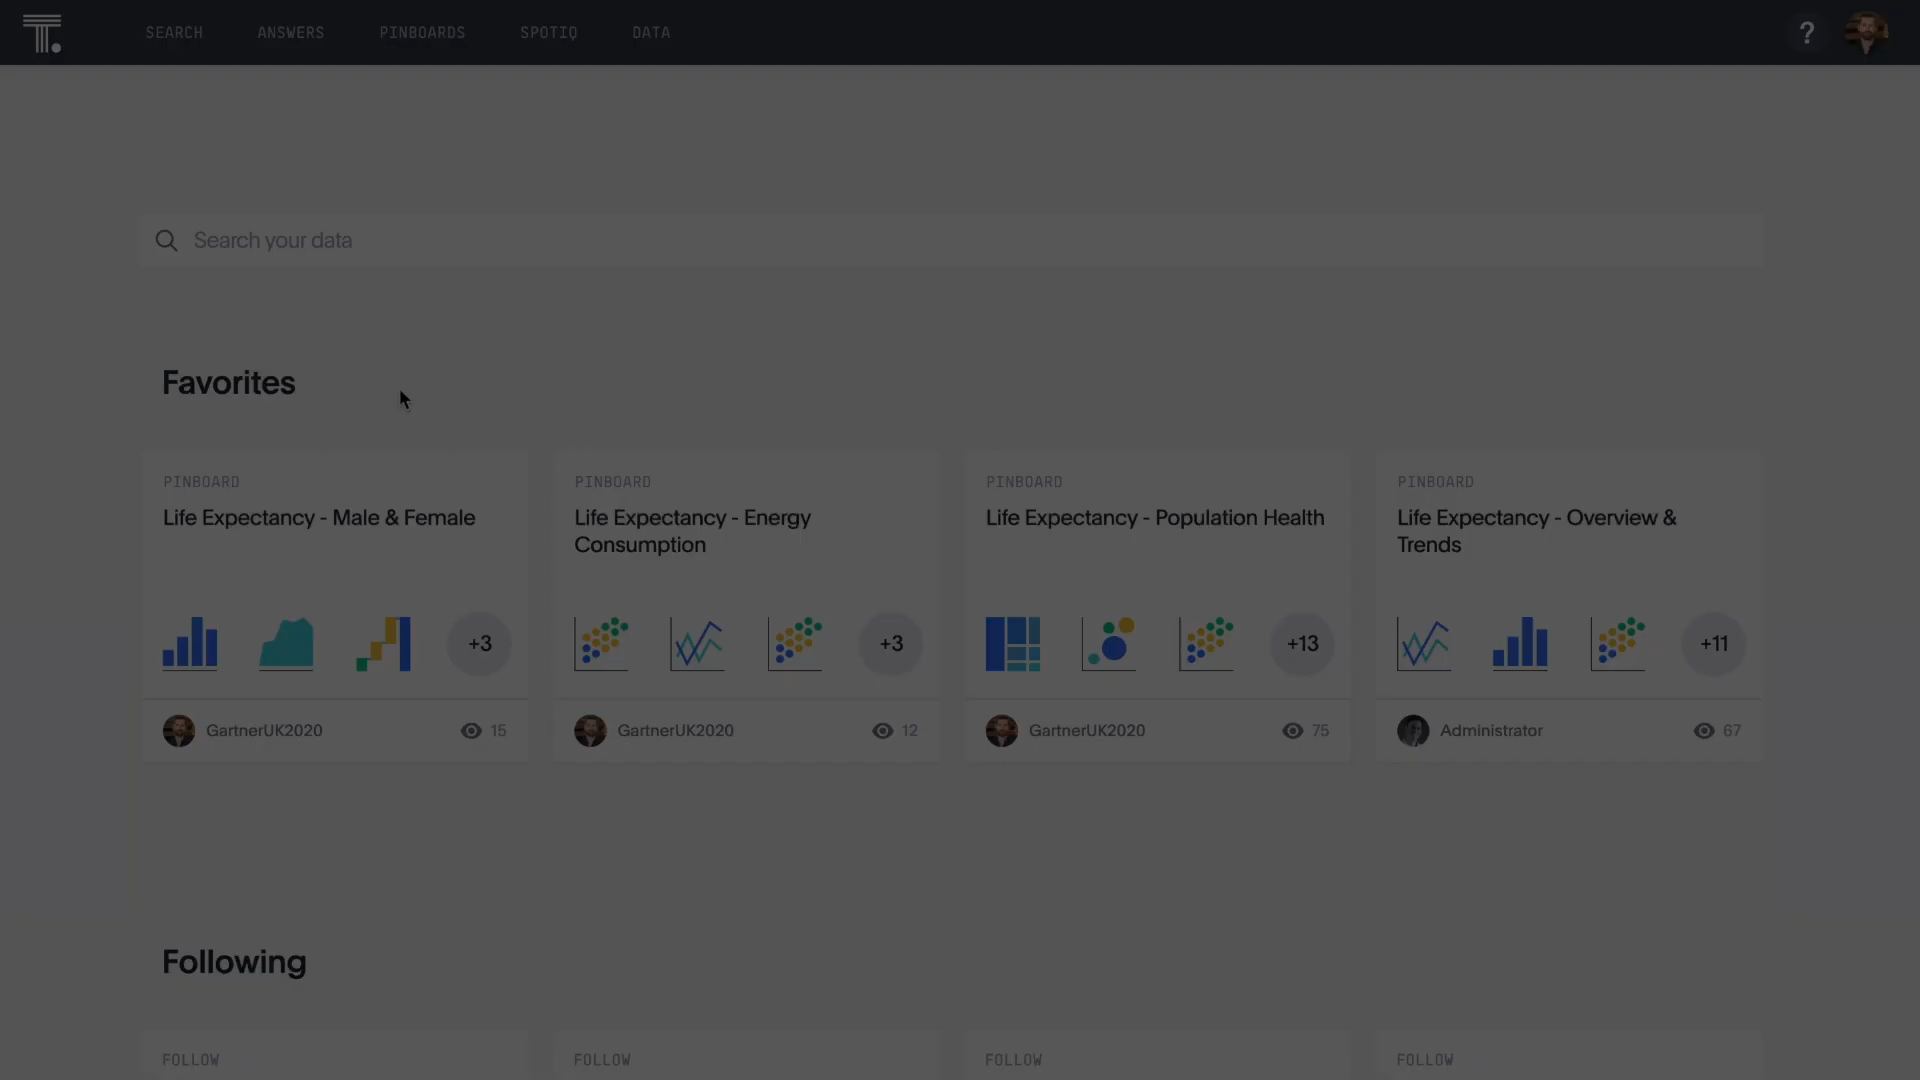 SEARCH ANSWERS PINBOARDS SPOTIQ DATA ?
Search your data
Favorites
PINBOARD
Life Expectancy - Male & Female
+3
GartnerUK2020 15
PINBOARD
Life Expectancy - Energy
Consumption
+3
GartnerUK2020 12
PINBOARD
Life Expectancy - Population Health
+13
GartnerUK2020 75
PINBOARD
Life Expectancy - Overview &
Trends
+11
Administrator 67
Following
FOLLOW
FOLLOW
FOLLOW
FOLLOW